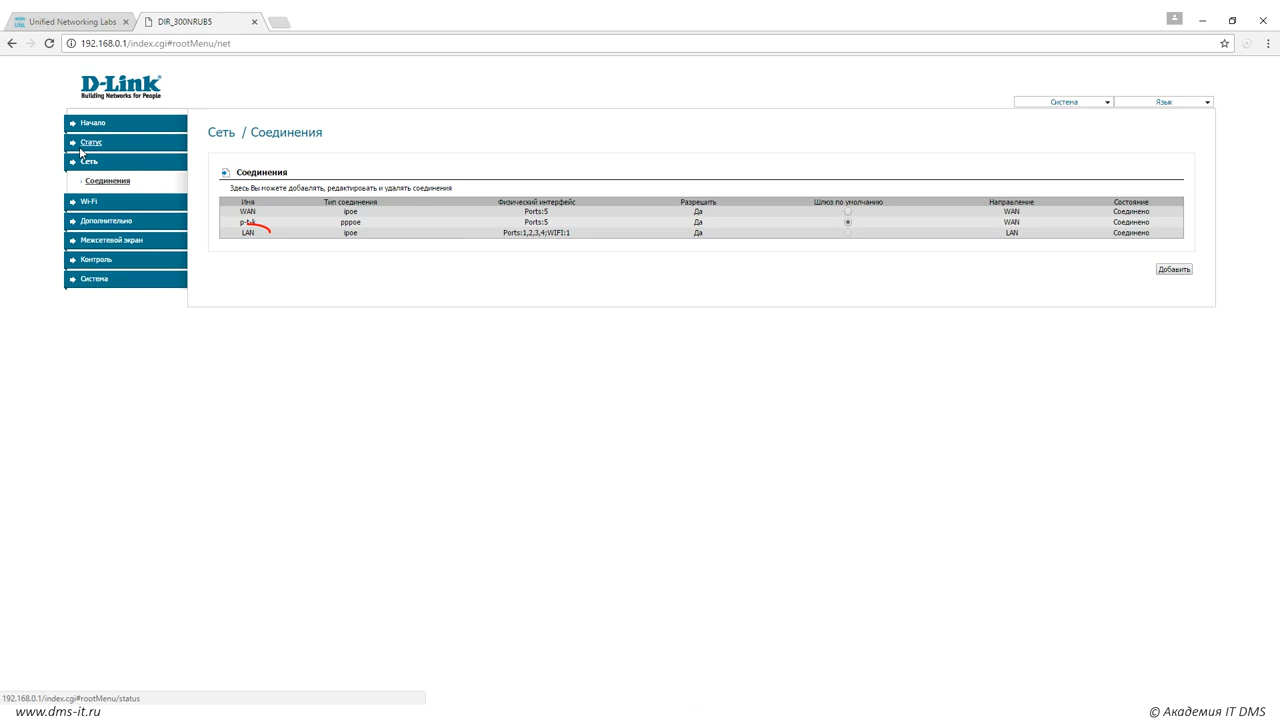 Unified Networking Labs
DIR_300NRUB5
192.168.0.1/index.cgi#rootMenu/net
D-Link
Building Networks for People
Система
Язык
Начало
Статус
Сеть
Соединения
Wi-Fi
Дополнительно
Межсетевой экран
Контроль
Система
Сеть / Соединения
Соединения
Здесь Вы можете добавлять, редактировать и удалять соединения
Имя Тип соединения Физический интерфейс Разрешить Шлюз по умолчанию Направление Состояние
WAN ipoe Ports:5 Да WAN Соединено
pppoe Ports:5 Да WAN Соединено
LAN ipoe Ports:1,2,3,4;WIFI:1 Да LAN Соединено
Добавить
192.168.0.1/index.cgi#rootMenu/status
www.dms-it.ru
© Академия IT DMS